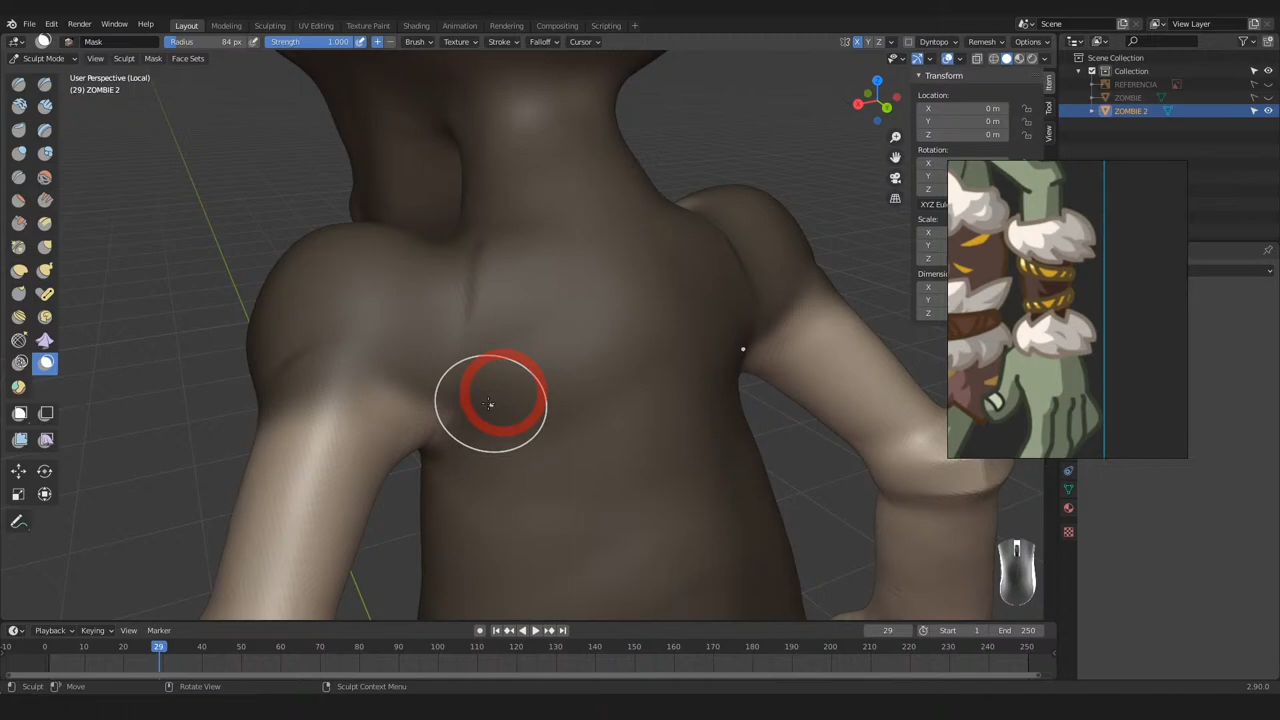 File Edit Render Window Help Layout Modeling Sculpting UV Editing Texture Paint Shading Animation Rendering Compositing Scripting + Scene View Layer
Mask Radius 84 px Strength 1.000 Brush Texture Stroke Falloff Cursor X Y Z Dyntopo Remesh Options
Sculpt Mode View Sculpt Mask Face Sets
User Perspective (Local)
(29) ZOMBIE 2
Transform
Location:
X 0 m
Y 0 m
Z 0 m
Rotation:
X
Y
Z
XYZ Eul
Scale:
X
Y
Z
Dimens
X
Y
Z
Item
Tool
View
Z
X
Y
Scene Collection
Collection
REFERENCIA
ZOMBIE
ZOMBIE 2
Playback Keying View Marker 29 Start 1 End 250
-10 0 10 20 29 40 50 60 70 80 90 100 110 120 130 140 150 160 170 180 190 200 210 220 230 240 250
Sculpt Move Rotate View Sculpt Context Menu 2.90.0